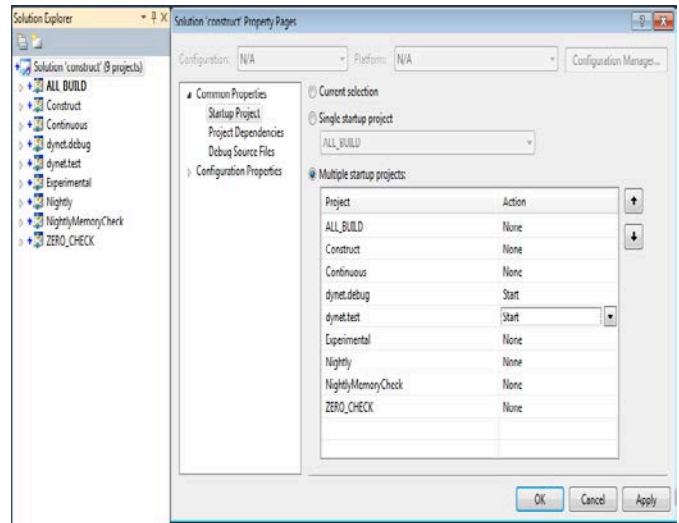 Solution Explorer
Solution 'construct' (9 projects)
ALL_BUILD
Construct
Continuous
dynet.debug
dynet.test
Experimental
Nightly
NightlyMemoryCheck
ZERO_CHECK
Solution 'construct' Property Pages
Configuration: N/A Platform: N/A Configuration Manager...
Common Properties
Startup Project
Project Dependencies
Debug Source Files
Configuration Properties
Current selection
Single startup project
ALL_BUILD
Multiple startup projects:
Project Action
ALL_BUILD None
Construct None
Continuous None
dynet.debug Start
dynet.test Start
Experimental None
Nightly None
NightlyMemoryCheck None
ZERO_CHECK None
OK Cancel Apply